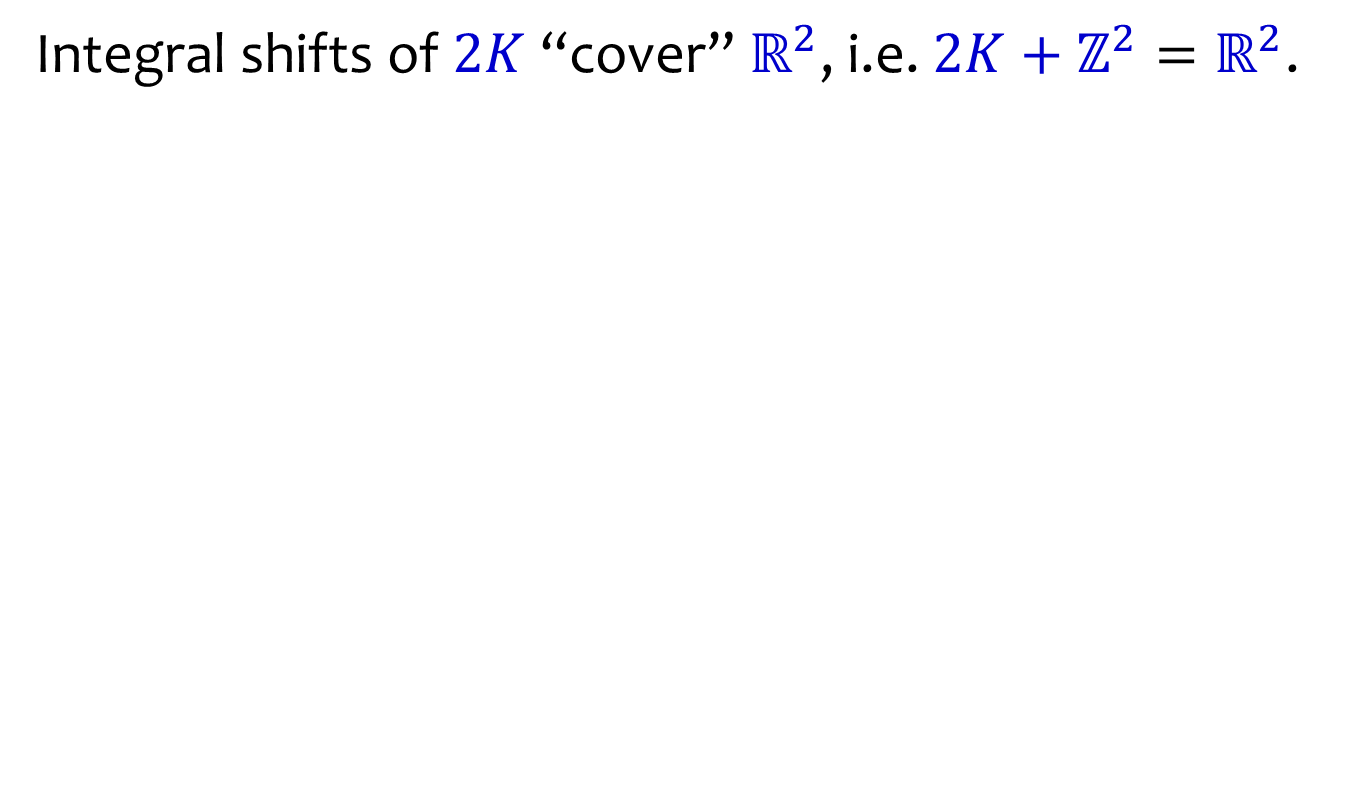 Integral shifts of 2K “cover” ℝ², i.e. 2K + ℤ² = ℝ².